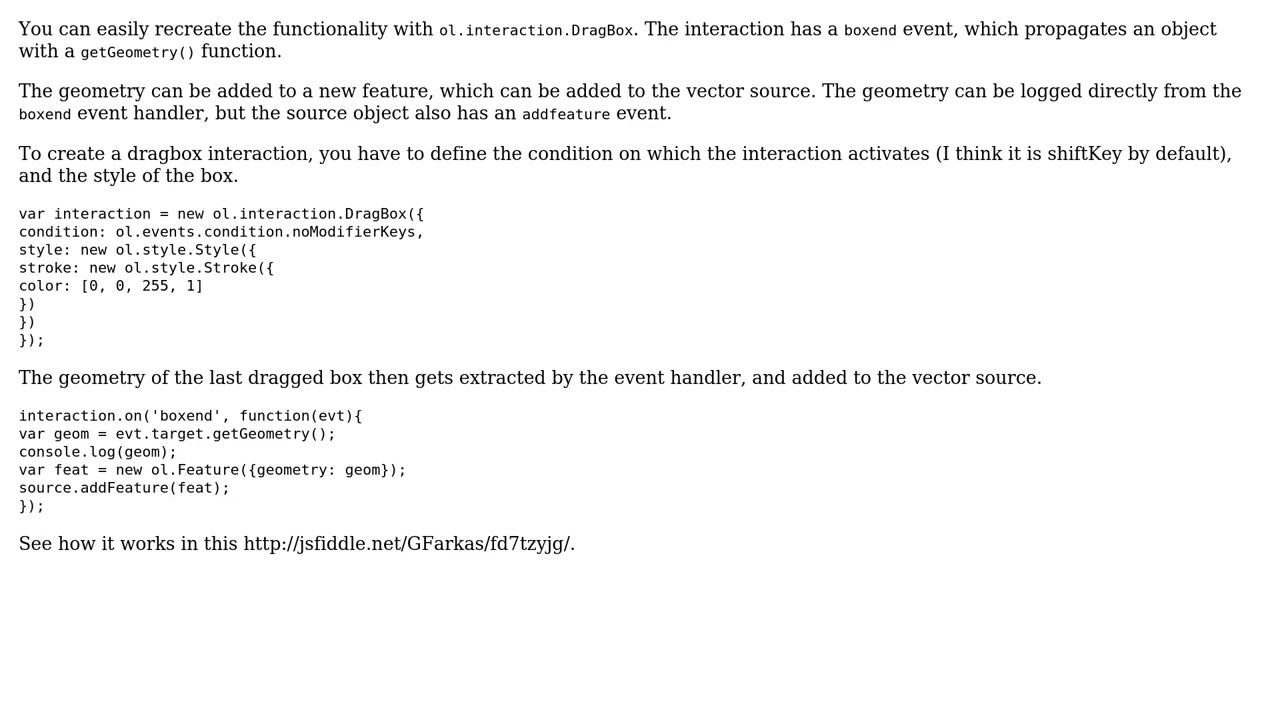 You can easily recreate the functionality with ol.interaction.DragBox. The interaction has a boxend event, which propagates an object
with a getGeometry() function.
The geometry can be added to a new feature, which can be added to the vector source. The geometry can be logged directly from the
boxend event handler, but the source object also has an addfeature event.
To create a dragbox interaction, you have to define the condition on which the interaction activates (I think it is shiftKey by default),
and the style of the box.
var interaction = new ol.interaction.DragBox({
condition: ol.events.condition.noModifierKeys,
style: new ol.style.Style({
stroke: new ol.style.Stroke({
color: [0, 0, 255, 1]
})
})
});
The geometry of the last dragged box then gets extracted by the event handler, and added to the vector source.
interaction.on('boxend', function(evt){
var geom = evt.target.getGeometry();
console.log(geom);
var feat = new ol.Feature({geometry: geom});
source.addFeature(feat);
});
See how it works in this http://jsfiddle.net/GFarkas/fd7tzyjg/.